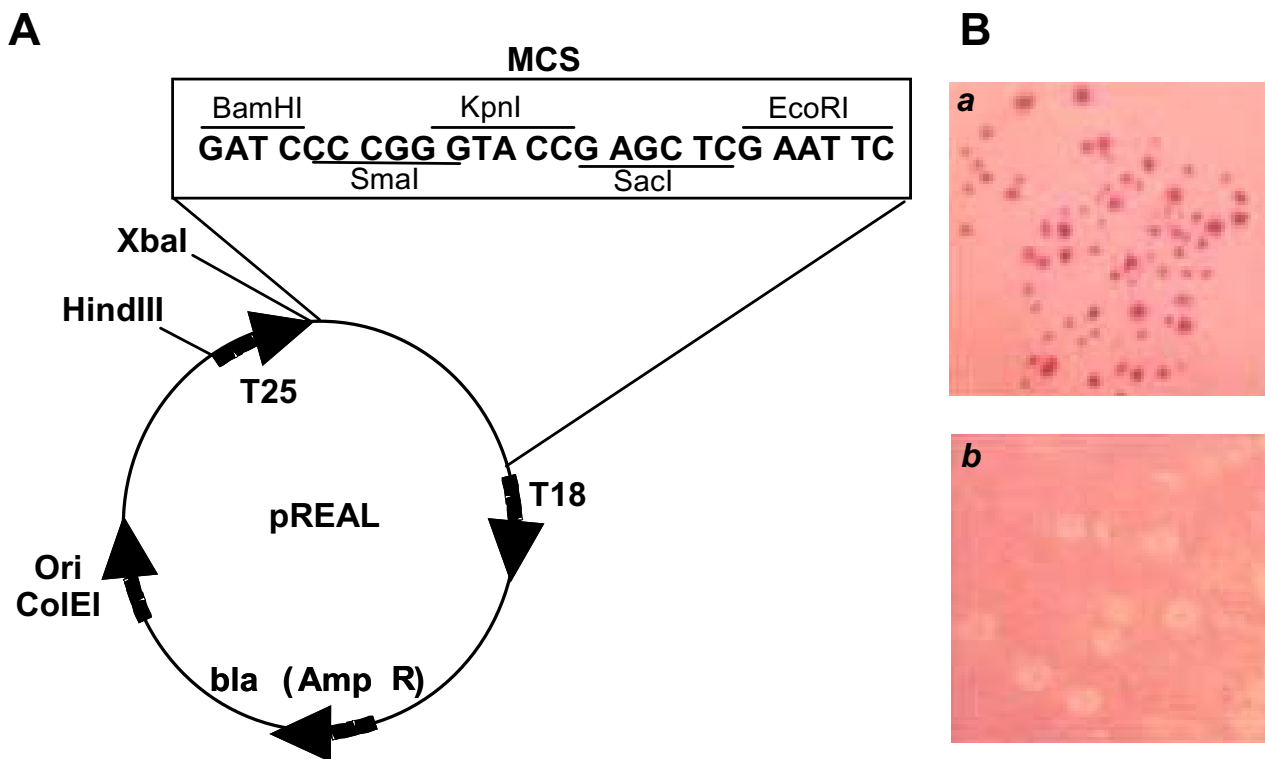 A
B
MCS
BamHI
KpnI
EcoRI
GAT CCC CGG GTA CCG AGC TCG AAT TC
SmaI
SacI
XbaI
HindIII
T25
T18
pREAL
Ori
ColEI
bla (Amp R)
a
b